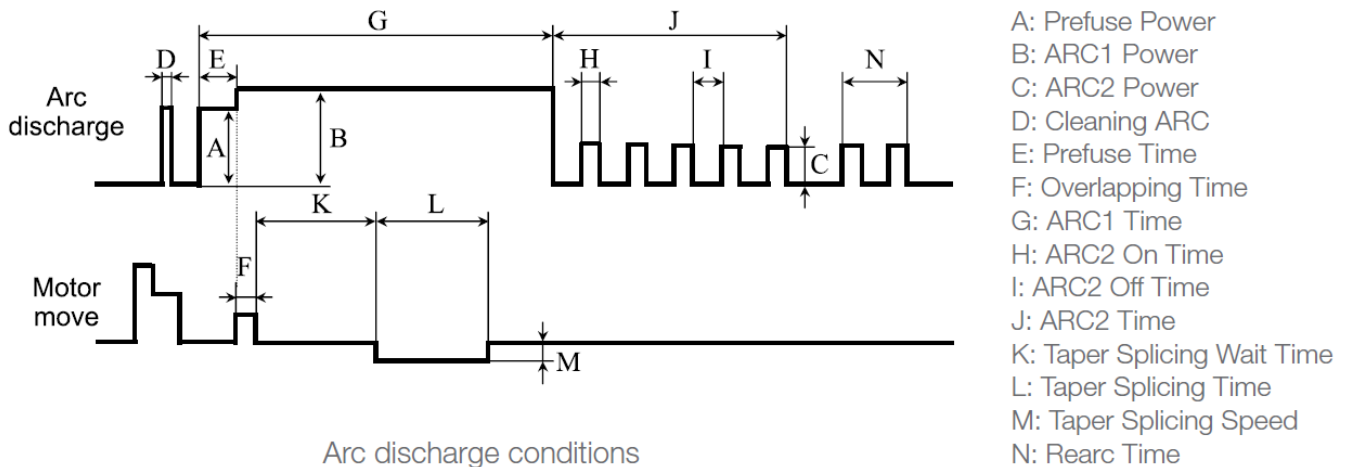 G
J
D
E
H
I
N
Arc
discharge
A
B
C
K
L
F
Motor
move
M
Arc discharge conditions
A: Prefuse Power
B: ARC1 Power
C: ARC2 Power
D: Cleaning ARC
E: Prefuse Time
F: Overlapping Time
G: ARC1 Time
H: ARC2 On Time
I: ARC2 Off Time
J: ARC2 Time
K: Taper Splicing Wait Time
L: Taper Splicing Time
M: Taper Splicing Speed
N: Rearc Time